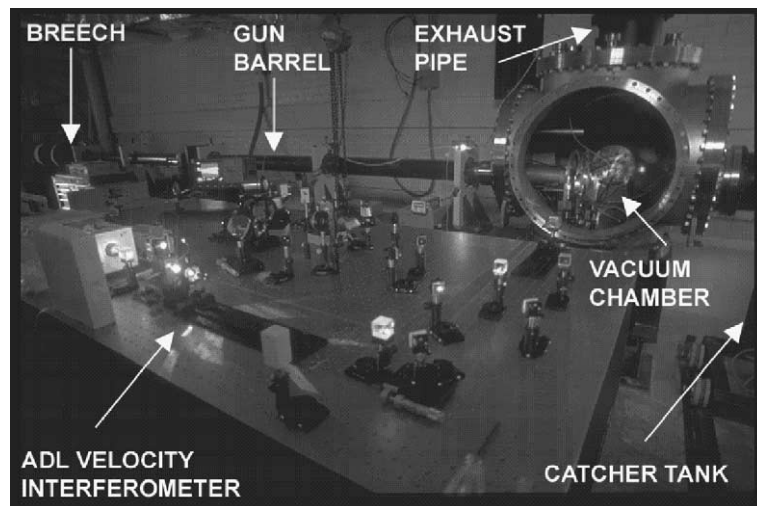 BREECH
GUN
BARREL
EXHAUST
PIPE
VACUUM
CHAMBER
ADL VELOCITY
INTERFEROMETER
CATCHER TANK